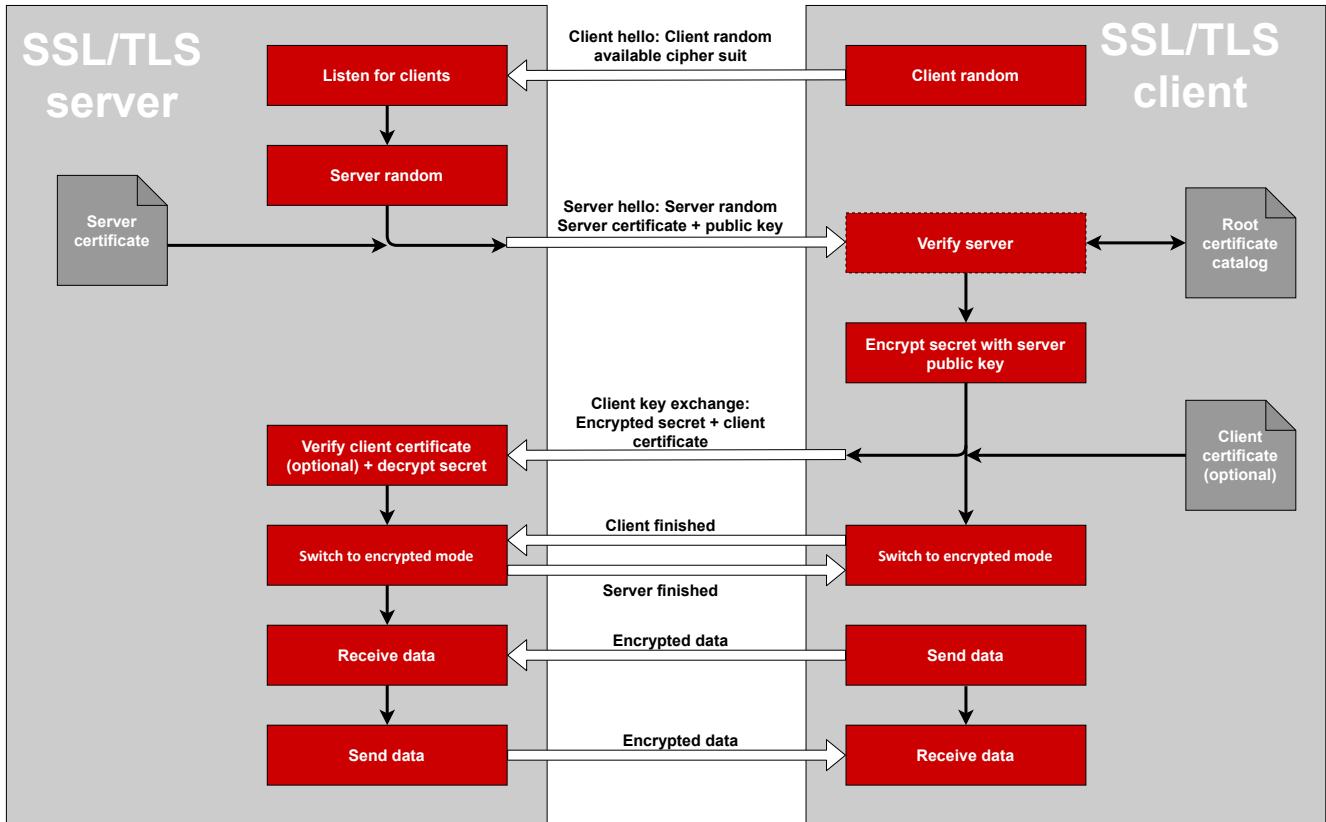 SSL/TLS
server
SSL/TLS
client
Client hello: Client random
available cipher suit
Listen for clients
Client random
Server random
Server
certificate
Server hello: Server random
Server certificate + public key
Verify server
Root
certificate
catalog
Encrypt secret with server
public key
Client key exchange:
Encrypted secret + client
certificate
Verify client certificate
(optional) + decrypt secret
Client
certificate
(optional)
Client finished
Switch to encrypted mode
Switch to encrypted mode
Server finished
Encrypted data
Receive data
Send data
Encrypted data
Send data
Receive data